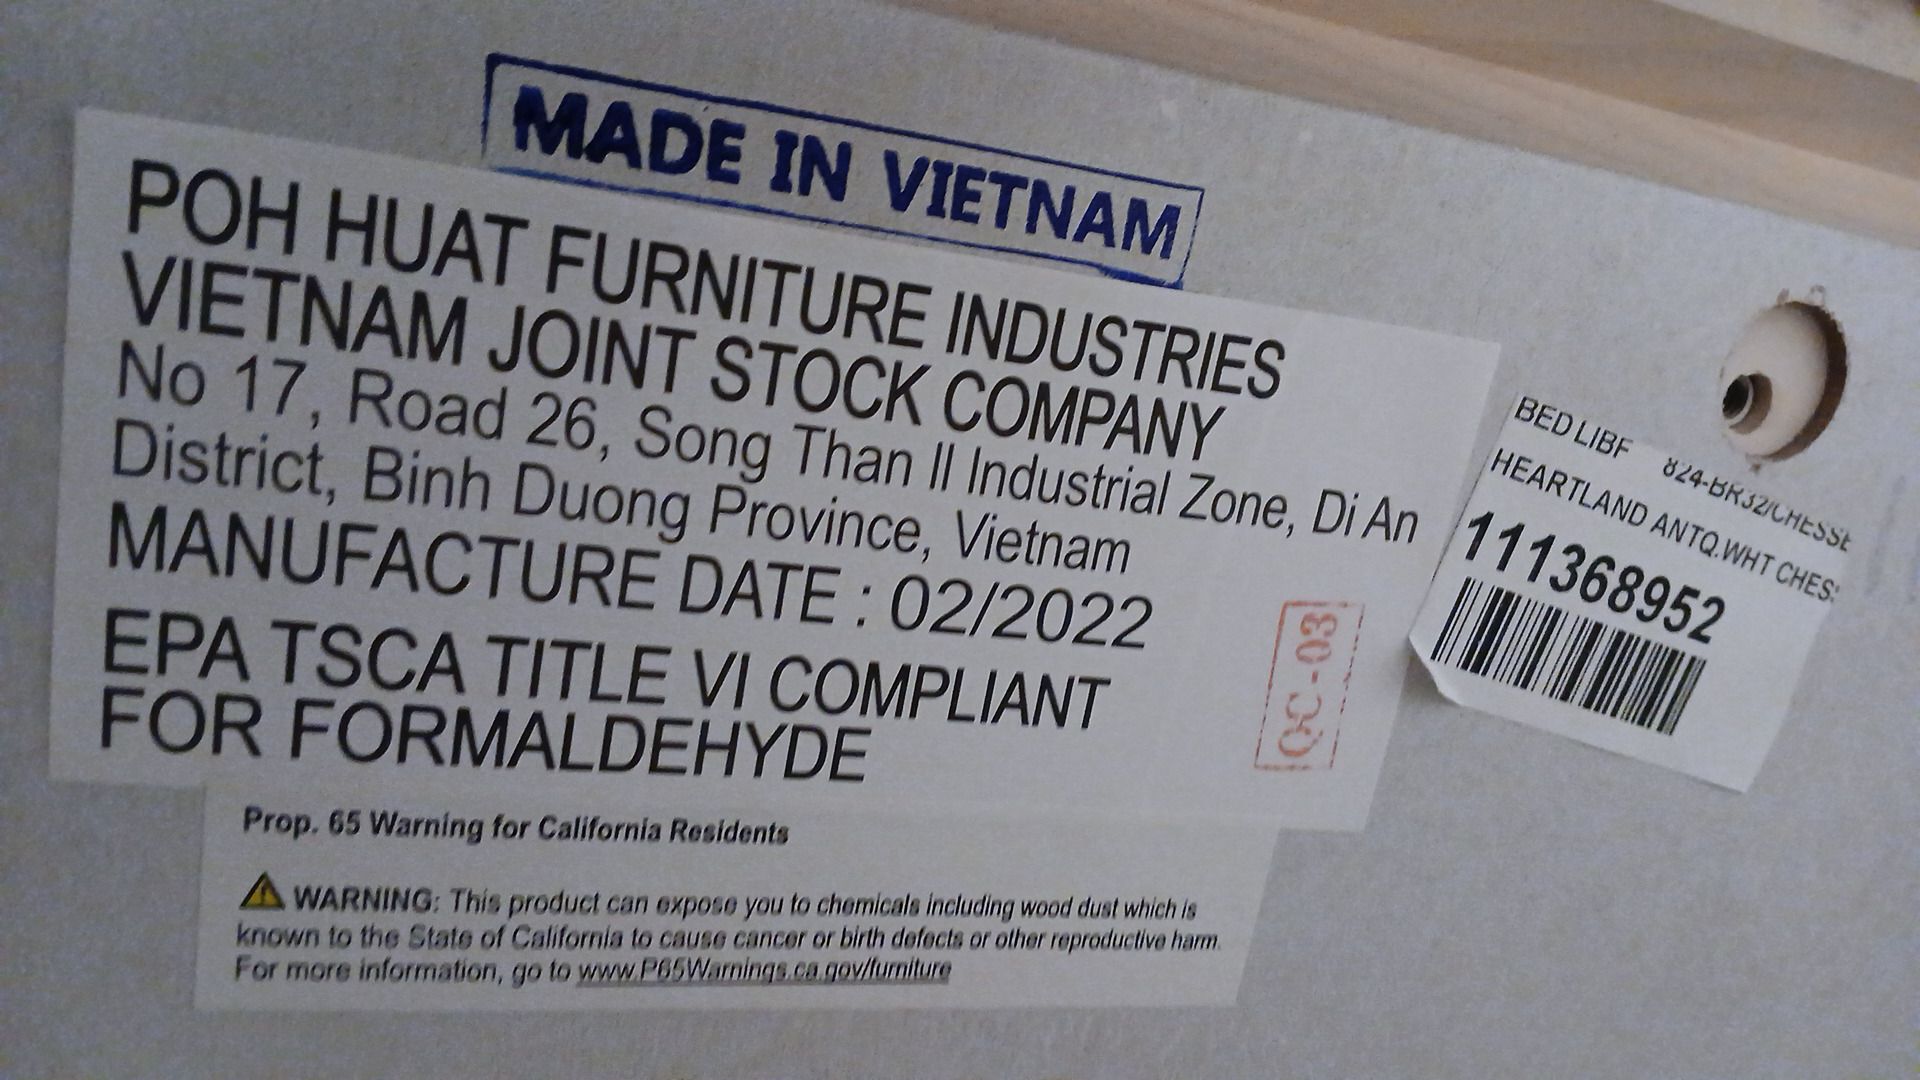 MADE IN VIETNAM
POH HUAT FURNITURE INDUSTRIES
VIETNAM JOINT STOCK COMPANY
No 17, Road 26, Song Than II Industrial Zone, Di An
District, Binh Duong Province, Vietnam
MANUFACTURE DATE : 02/2022
EPA TSCA TITLE VI COMPLIANT
FOR FORMALDEHYDE
QC-03
Prop. 65 Warning for California Residents
WARNING: This product can expose you to chemicals including wood dust which is
known to the State of California to cause cancer or birth defects or other reproductive harm.
For more information, go to www.P65Warnings.ca.gov/furniture
BED LIBF 824-BR32/CHESSE
HEARTLAND ANTQ.WHT CHES
111368952